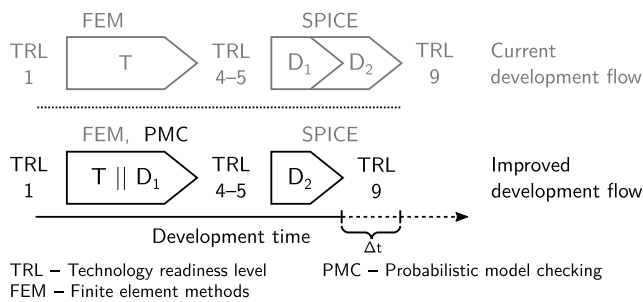 FEM SPICE
TRL 1 T TRL 4–5 D1 D2 TRL 9 Current development flow
FEM, PMC SPICE
TRL 1 T || D1 TRL 4–5 D2 TRL 9 Improved development flow
Development time Δt
TRL – Technology readiness level PMC – Probabilistic model checking
FEM – Finite element methods